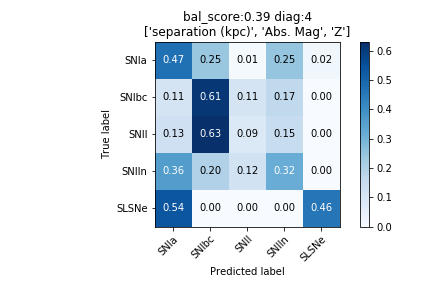 bal_score:0.39 diag:4
['separation (kpc)', 'Abs. Mag', 'Z']
True label
SNIa 0.47 0.25 0.01 0.25 0.02
SNIbc 0.11 0.61 0.11 0.17 0.00
SNII 0.13 0.63 0.09 0.15 0.00
SNIIn 0.36 0.20 0.12 0.32 0.00
SLSNe 0.54 0.00 0.00 0.00 0.46
SNIa SNIbc SNII SNIIn SLSNe
Predicted label
0.6
0.5
0.4
0.3
0.2
0.1
0.0